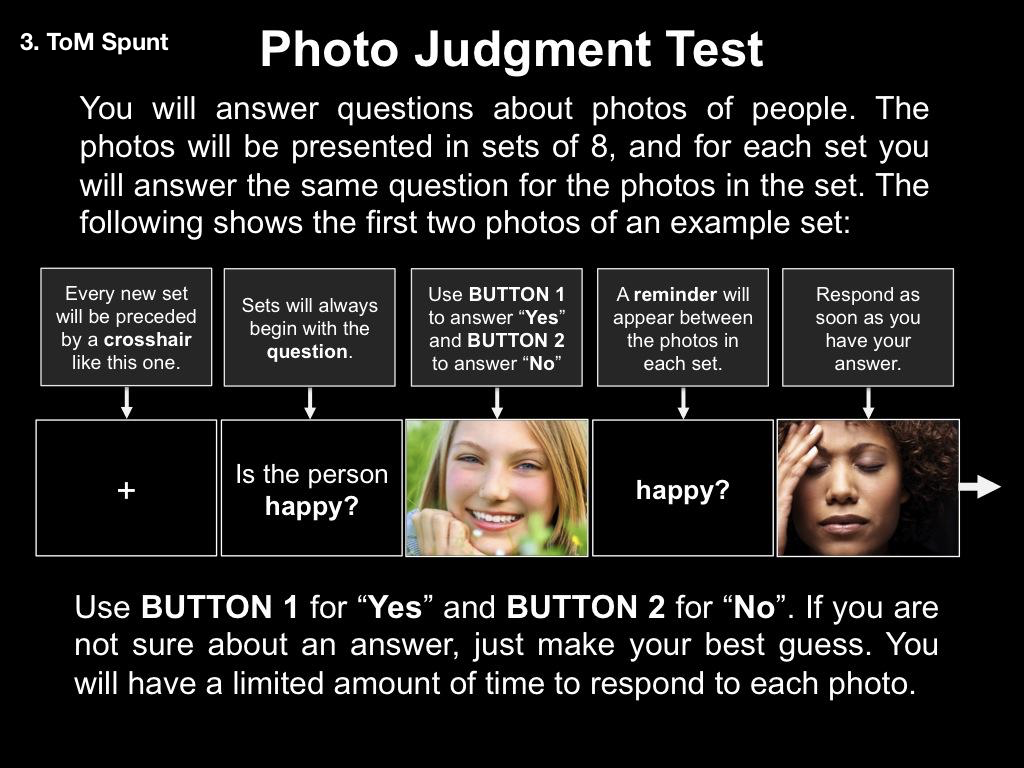 3. ToM Spunt
Photo Judgment Test
You will answer questions about photos of people. The
photos will be presented in sets of 8, and for each set you
will answer the same question for the photos in the set. The
following shows the first two photos of an example set:
Every new set
will be preceded
by a crosshair
like this one.
Sets will always
begin with the
question.
Use BUTTON 1
to answer “Yes”
and BUTTON 2
to answer “No”
A reminder will
appear between
the photos in
each set.
Respond as
soon as you
have your
answer.
+
Is the person
happy?
happy?
Use BUTTON 1 for “Yes” and BUTTON 2 for “No”. If you are
not sure about an answer, just make your best guess. You
will have a limited amount of time to respond to each photo.